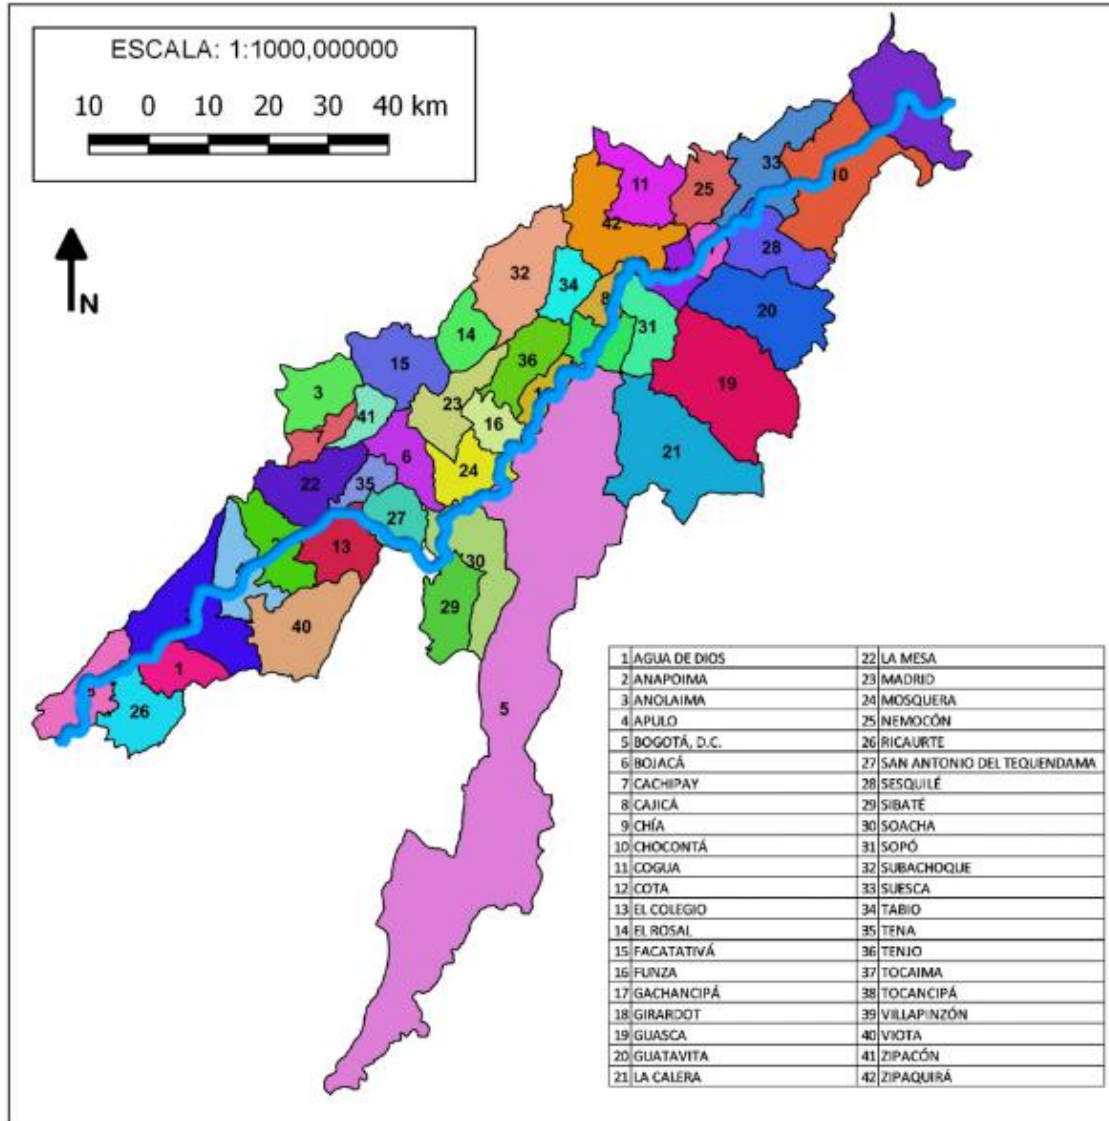 ESCALA: 1:1000,000000
10 0 10 20 30 40 km
N
33
10
11
25
42
28
32
34
8
20
31
14
15
36
19
3
23
41
16
7
21
6
24
22
35
27
13
30
29
40
1
5
26
1 AGUA DE DIOS 22 LA MESA
2 ANAPOIMA 23 MADRID
3 ANOLAIMA 24 MOSQUERA
4 APULO 25 NEMOCÓN
5 BOGOTÁ, D.C. 26 RICAURTE
6 BOJACÁ 27 SAN ANTONIO DEL TEQUENDAMA
7 CACHIPAY 28 SESQUILÉ
8 CAJICÁ 29 SIBATÉ
9 CHÍA 30 SOACHA
10 CHOCONTÁ 31 SOPÓ
11 COGUA 32 SUBACHOQUE
12 COTA 33 SUESCA
13 EL COLEGIO 34 TABIO
14 EL ROSAL 35 TENA
15 FACATATIVÁ 36 TENJO
16 FUNZA 37 TOCAIMA
17 GACHANCIPÁ 38 TOCANCIPÁ
18 GIRARDOT 39 VILLAPINZÓN
19 GUASCA 40 VIOTA
20 GUATAVITA 41 ZIPACÓN
21 LA CALERA 42 ZIPAQUIRÁ